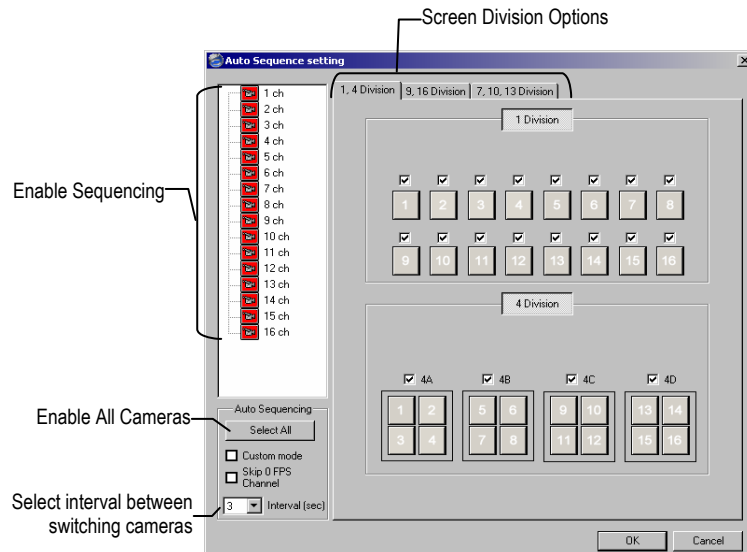 Screen Division Options
Auto Sequence setting
Enable Sequencing
1 ch
2 ch
3 ch
4 ch
5 ch
6 ch
7 ch
8 ch
9 ch
10 ch
11 ch
12 ch
13 ch
14 ch
15 ch
16 ch
1, 4 Division 9, 16 Division 7, 10, 13 Division
1 Division
1 2 3 4 5 6 7 8
9 10 11 12 13 14 15 16
4 Division
4A 4B 4C 4D
1 2 5 6 9 10 13 14
3 4 7 8 11 12 15 16
Enable All Cameras
Auto Sequencing
Select All
Custom mode
Skip 0 FPS
Channel
Select interval between
switching cameras
3 Interval (sec)
OK Cancel